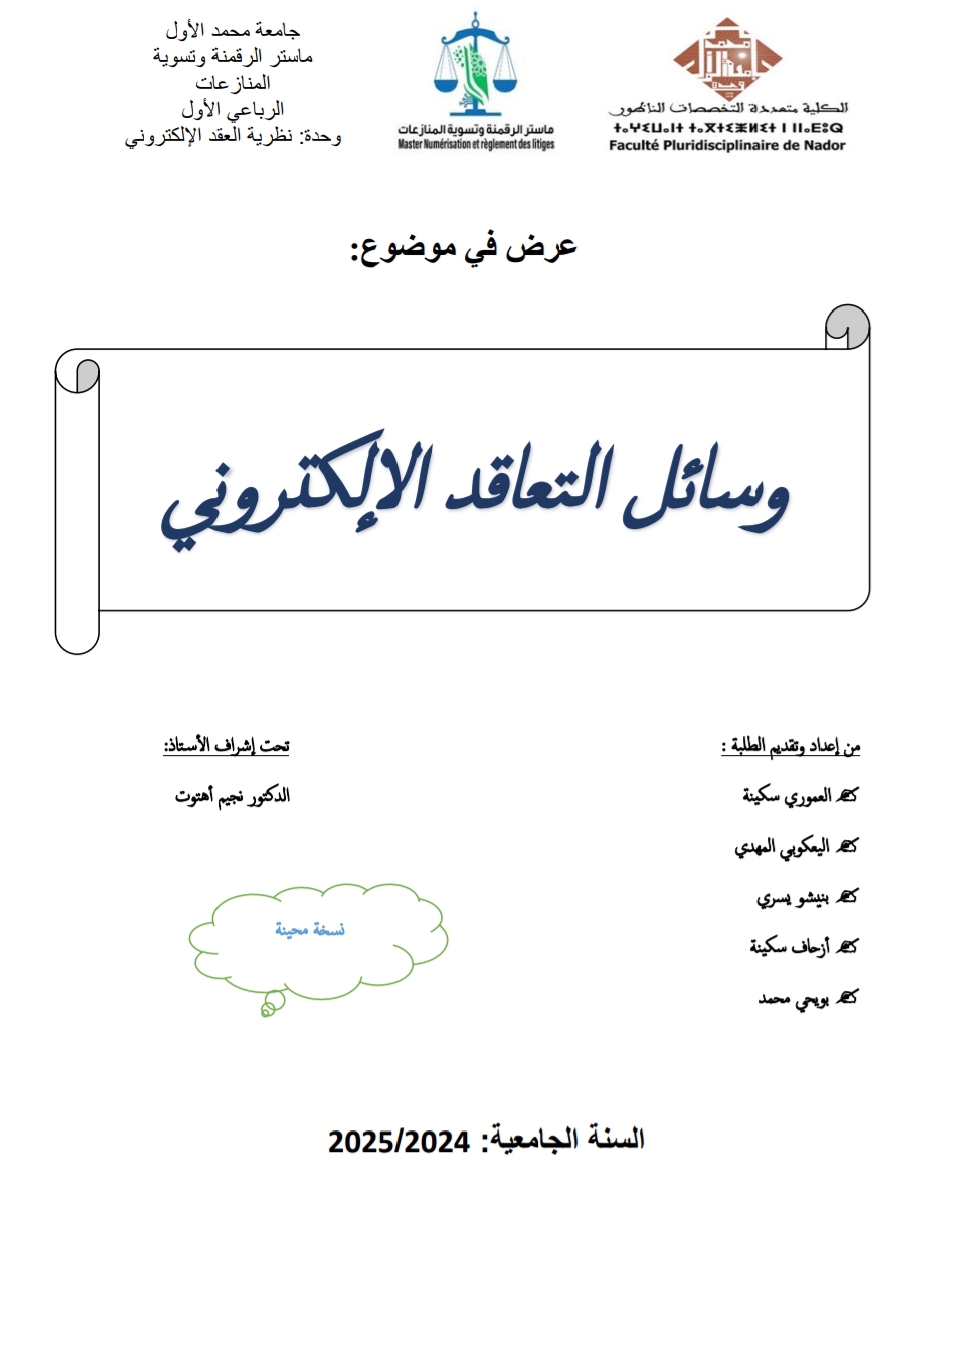 جامعة محمد الأول
ماستر الرقمنة وتسوية
المنازعات
الرباعي الأول
وحدة: نظرية العقد الإلكتروني
ماستر الرقمنة وتسوية المنازعات
Master Numérisation et règlement des litiges
الكلية متعددة التخصصات الناظور
ⵜⴰⵖⵉⵡⴰⵏⵜ ⵜⴰⴳⵜⵉⵣⵍⵉⵜ ⵏ ⵏⵏⴰⴹⵓⵕ
Faculté Pluridisciplinaire de Nador
عرض في موضوع:
وسائل التعاقد الإلكتروني
من إعداد وتقديم الطلبة :
العموري سكينة
اليعكوبي المهدي
بنيشو يسري
أزحاف سكينة
بويحي محمد
تحت إشراف الأستاذ:
الدكتور نجيم أهتوت
نسخة محينة
السنة الجامعية: 2025/2024